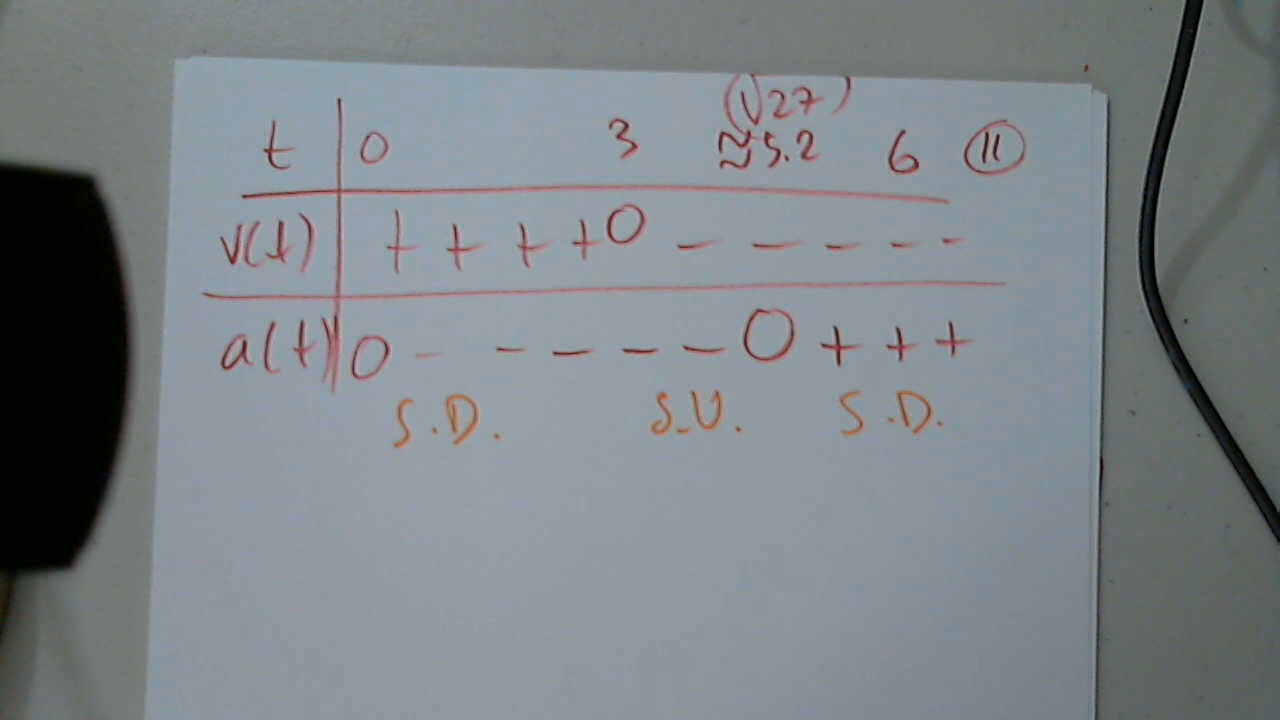 (√27)
t 0 3 ≈5.2 6 11
v(t) + + + + 0 - - - - -
a(t) 0 - - - - - 0 + + +
S.D. S.U. S.D.